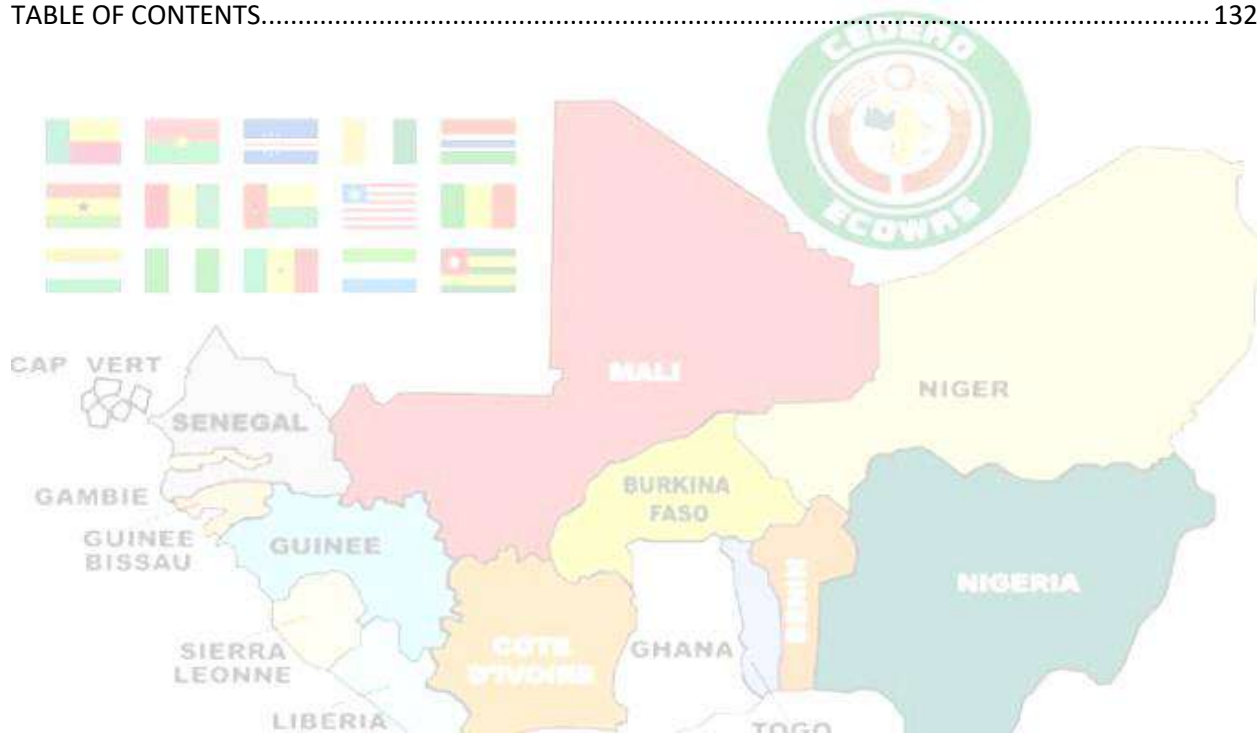 TABLE OF CONTENTS................................................................................................................................ 132
CEDEAO
ECOWAS
CAP VERT
MALI
NIGER
SENEGAL
GAMBIE
BURKINA
FASO
GUINEE
BISSAU
GUINEE
NIGERIA
BENIN
SIERRA
LEONNE
COTE
D'IVOIRE
GHANA
LIBERIA
TOGO